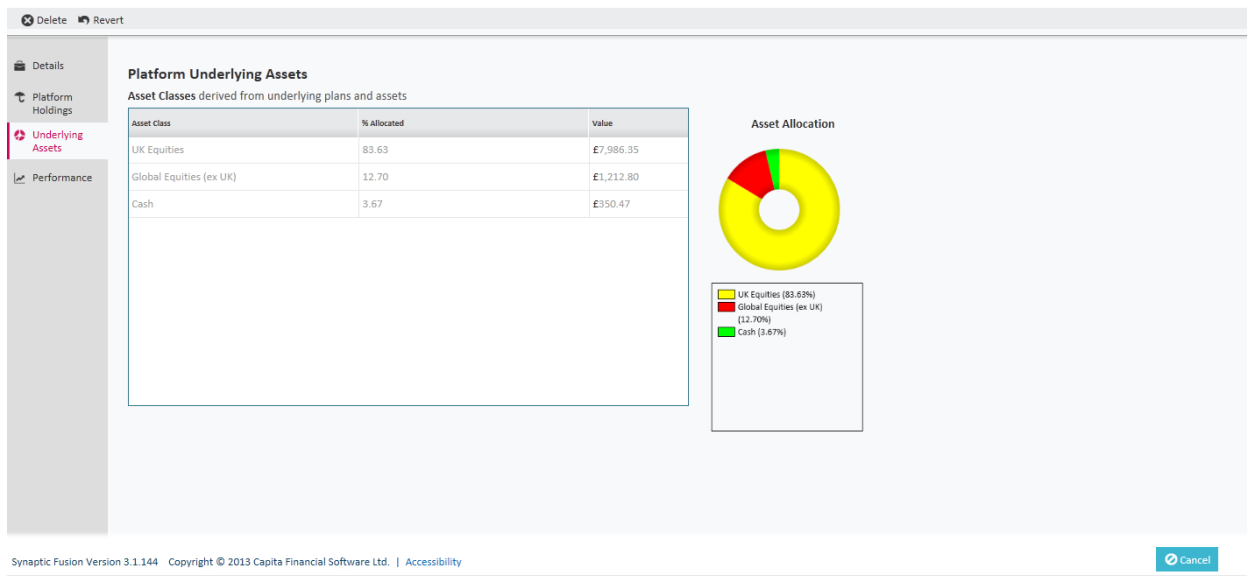 Delete Revert
Details
Platform
Holdings
Underlying
Assets
Performance
Platform Underlying Assets
Asset Classes derived from underlying plans and assets
Asset Class % Allocated Value
UK Equities 83.63 £7,986.35
Global Equities (ex UK) 12.70 £1,212.80
Cash 3.67 £350.47
Asset Allocation
UK Equities (83.63%)
Global Equities (ex UK)
(12.70%)
Cash (3.67%)
Synaptic Fusion Version 3.1.144 Copyright © 2013 Capita Financial Software Ltd. | Accessibility
Cancel